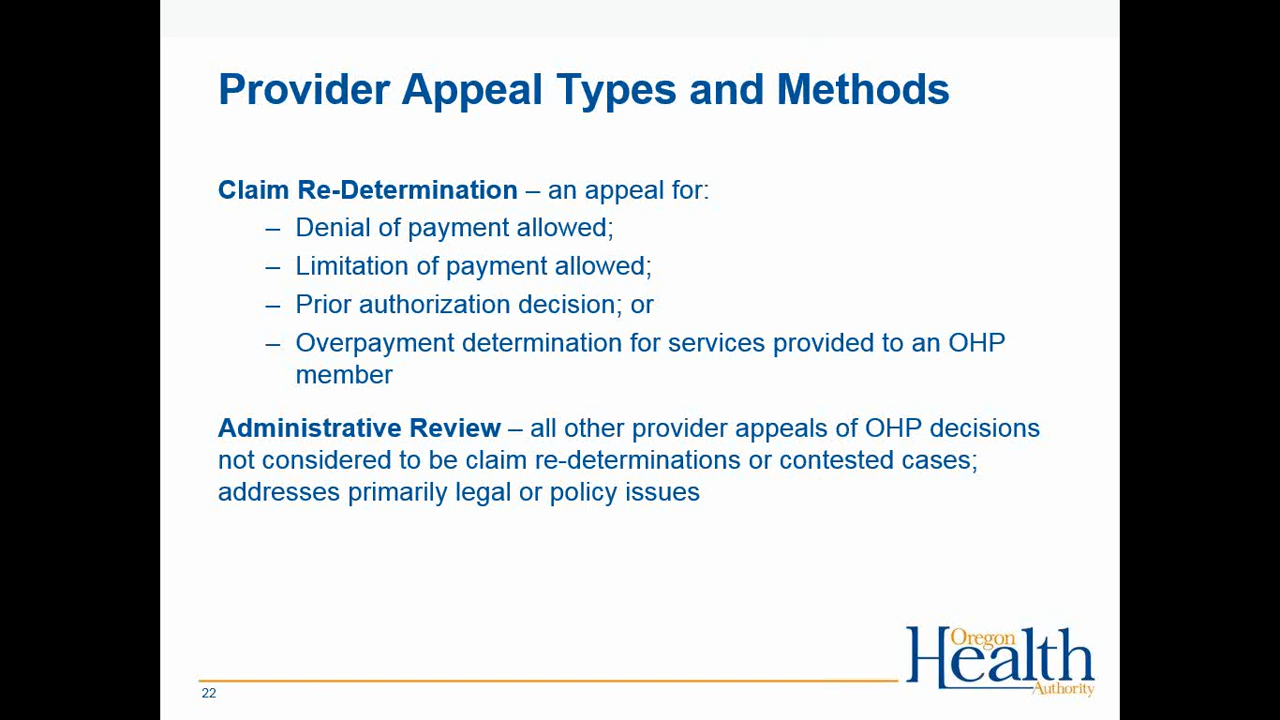 Provider Appeal Types and Methods
Claim Re-Determination – an appeal for:
– Denial of payment allowed;
– Limitation of payment allowed;
– Prior authorization decision; or
– Overpayment determination for services provided to an OHP
member
Administrative Review – all other provider appeals of OHP decisions
not considered to be claim re-determinations or contested cases;
addresses primarily legal or policy issues
Oregon
Health
Authority
22